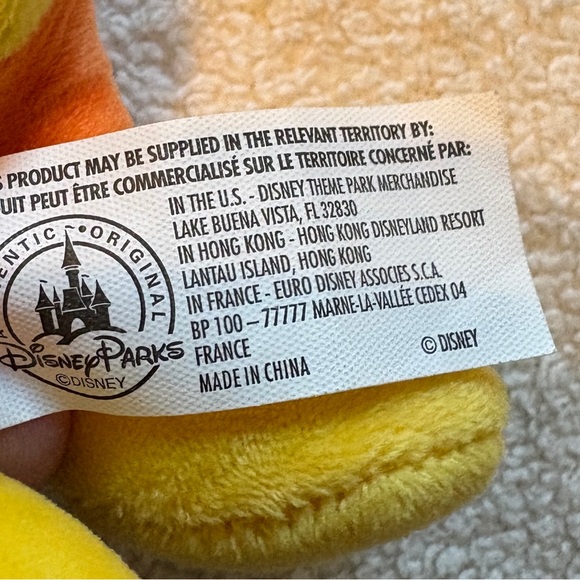 PRODUCT MAY BE SUPPLIED IN THE RELEVANT TERRITORY BY:
UIT PEUT ÊTRE COMMERCIALISÉ SUR LE TERRITOIRE CONCERNÉ PAR:
IN THE U.S. - DISNEY THEME PARK MERCHANDISE
LAKE BUENA VISTA, FL 32830
IN HONG KONG - HONG KONG DISNEYLAND RESORT
LANTAU ISLAND, HONG KONG
IN FRANCE - EURO DISNEY ASSOCIES S.C.A.
BP 100 – 77777 MARNE-LA-VALLÉE CEDEX 04
FRANCE
MADE IN CHINA
© DISNEY
ENTIC • ORIGINAL
Disney Parks
©DISNEY